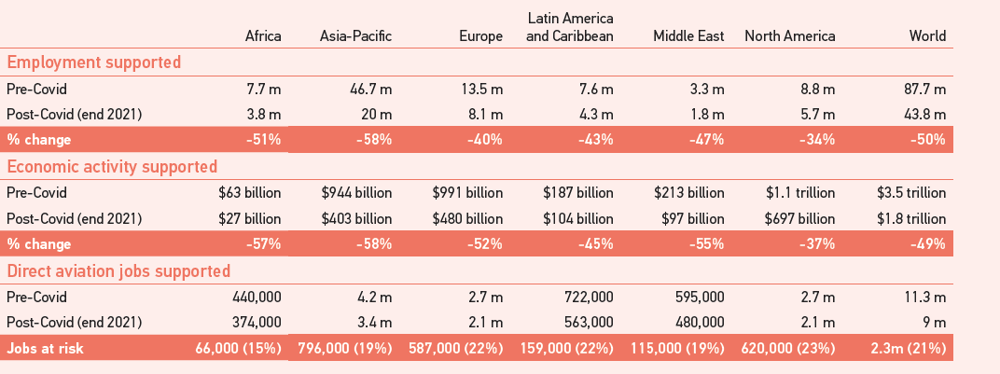 Africa Asia-Pacific Europe Latin America and Caribbean Middle East North America World
Employment supported
Pre-Covid 7.7 m 46.7 m 13.5 m 7.6 m 3.3 m 8.8 m 87.7 m
Post-Covid (end 2021) 3.8 m 20 m 8.1 m 4.3 m 1.8 m 5.7 m 43.8 m
% change -51% -58% -40% -43% -47% -34% -50%
Economic activity supported
Pre-Covid $63 billion $944 billion $991 billion $187 billion $213 billion $1.1 trillion $3.5 trillion
Post-Covid (end 2021) $27 billion $403 billion $480 billion $104 billion $97 billion $697 billion $1.8 trillion
% change -57% -58% -52% -45% -55% -37% -49%
Direct aviation jobs supported
Pre-Covid 440,000 4.2 m 2.7 m 722,000 595,000 2.7 m 11.3 m
Post-Covid (end 2021) 374,000 3.4 m 2.1 m 563,000 480,000 2.1 m 9 m
Jobs at risk 66,000 (15%) 796,000 (19%) 587,000 (22%) 159,000 (22%) 115,000 (19%) 620,000 (23%) 2.3m (21%)